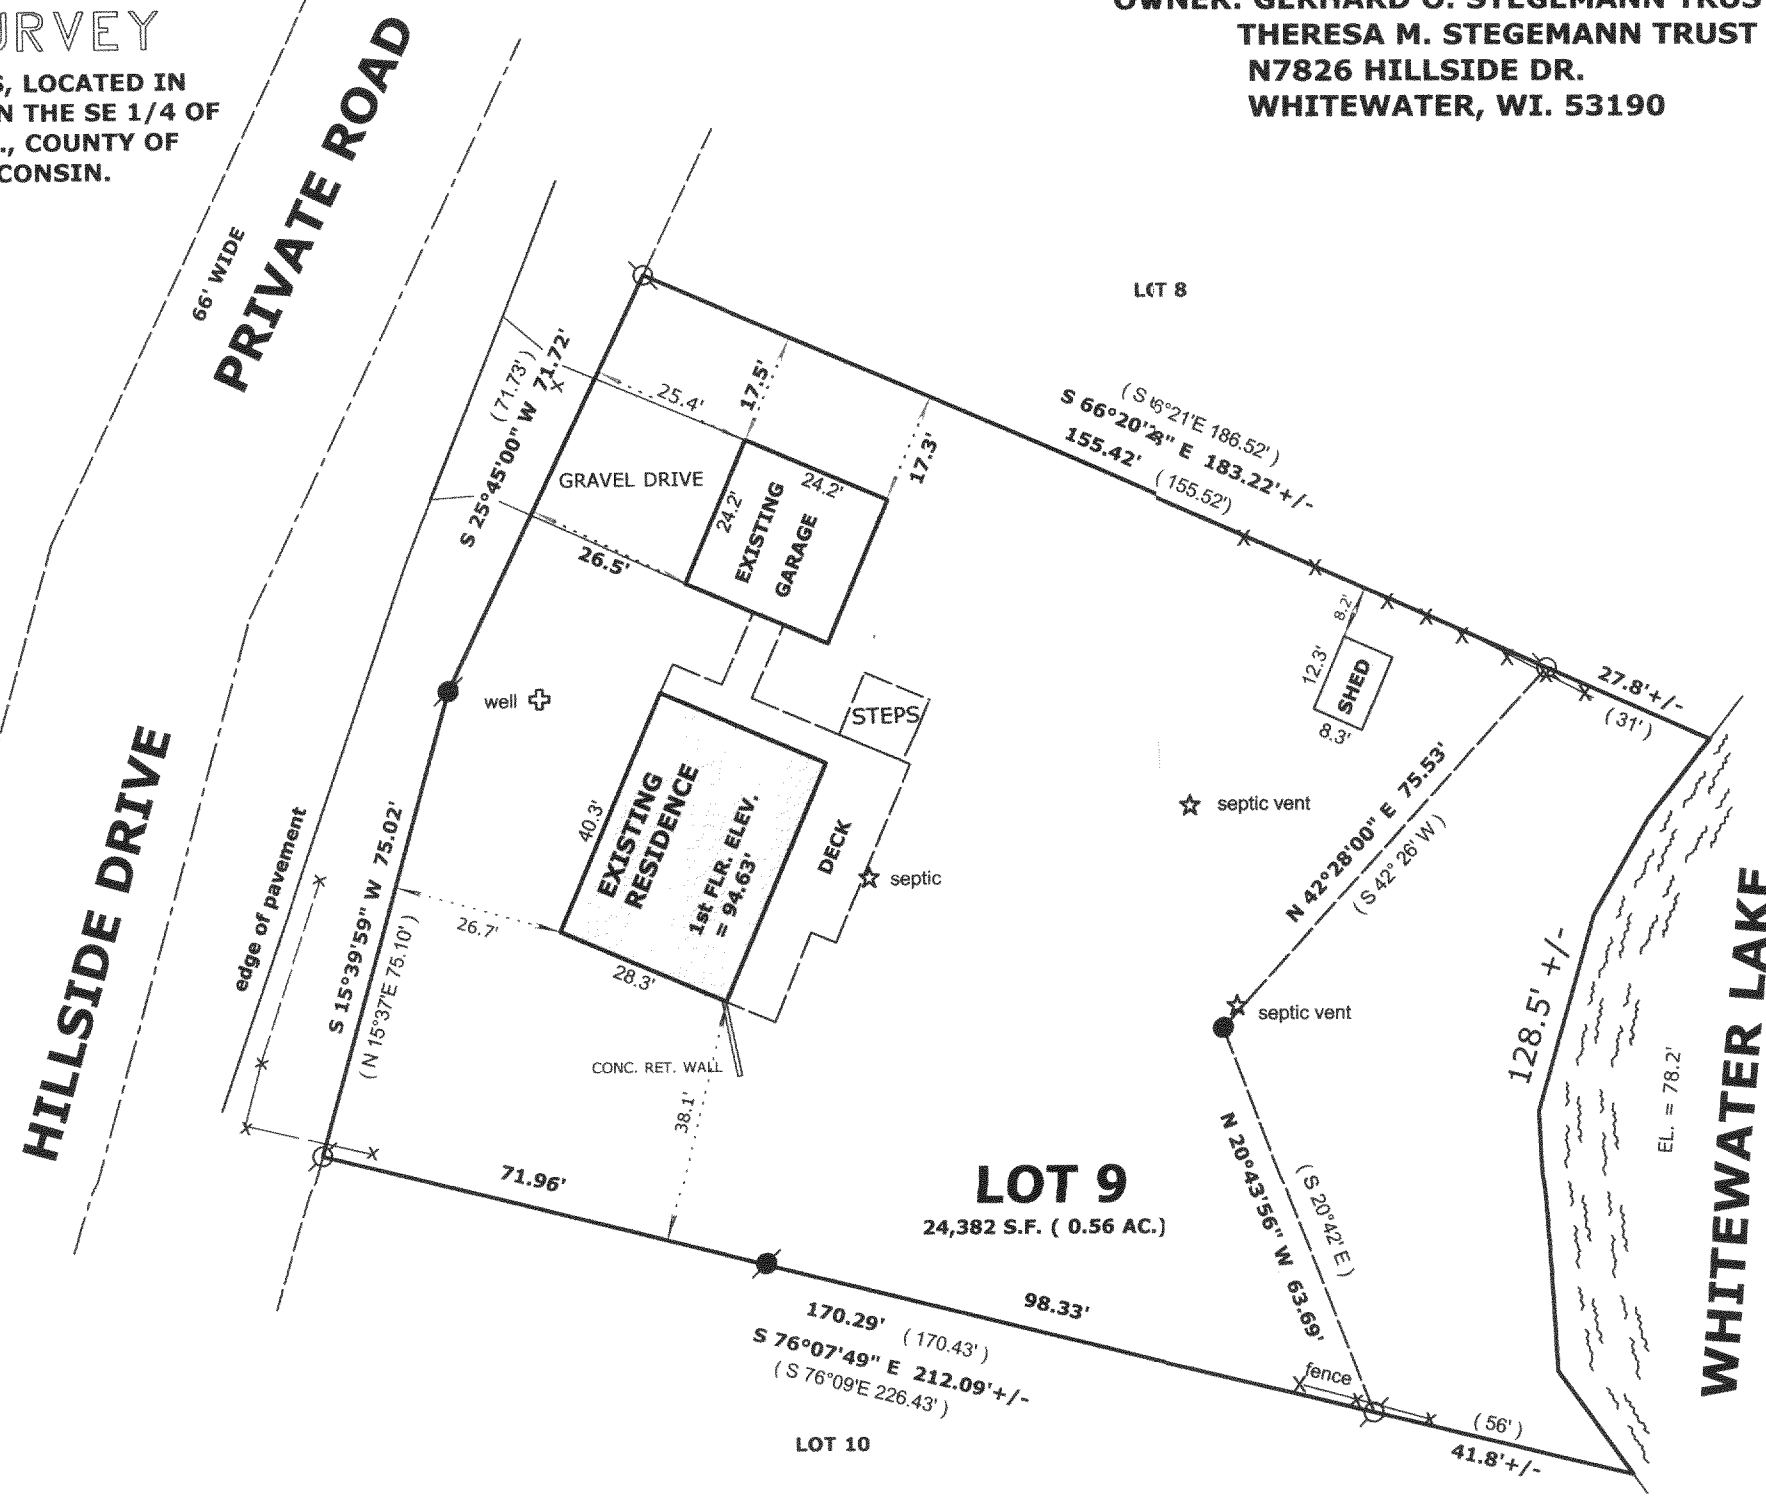 URVEY
S, LOCATED IN
N THE SE 1/4 OF
., COUNTY OF
CONSIN.
OWNER: GERHARD O. STEGEMANN TRUS
THERESA M. STEGEMANN TRUST
N7826 HILLSIDE DR.
WHITEWATER, WI. 53190
66' WIDE
PRIVATE ROAD
HILLSIDE DRIVE
edge of pavement
LOT 8
( 71.73' )
S 25°45'00" W 71.72'
25.4'
17.5'
17.3'
GRAVEL DRIVE
24.2'
24.2'
EXISTING
GARAGE
26.5'
( S 66°21'E 186.52' )
S 66°20' E 183.22'+/-
155.42' ( 155.52')
8.2'
12.3'
SHED
8.3'
27.8'+/-
( 31')
well
STEPS
40.3'
EXISTING
RESIDENCE
1st FLR. ELEV.
= 94.63'
DECK
septic
septic vent
N 42°28'00" E 75.53'
( S 42° 26' W )
septic vent
S 15°39'59" W 75.02'
( N 15°37'E 75.10' )
26.7'
28.3'
CONC. RET. WALL
38.1'
128.5' +/-
EL. = 78.2'
WHITEWATER LAKE
71.96'
LOT 9
24,382 S.F. ( 0.56 AC.)
N 20°43'56" W 63.69'
( S 20°42' E )
98.33'
170.29' ( 170.43' )
S 76°07'49" E 212.09'+/-
( S 76°09'E 226.43' )
fence
( 56')
41.8'+/-
LOT 10